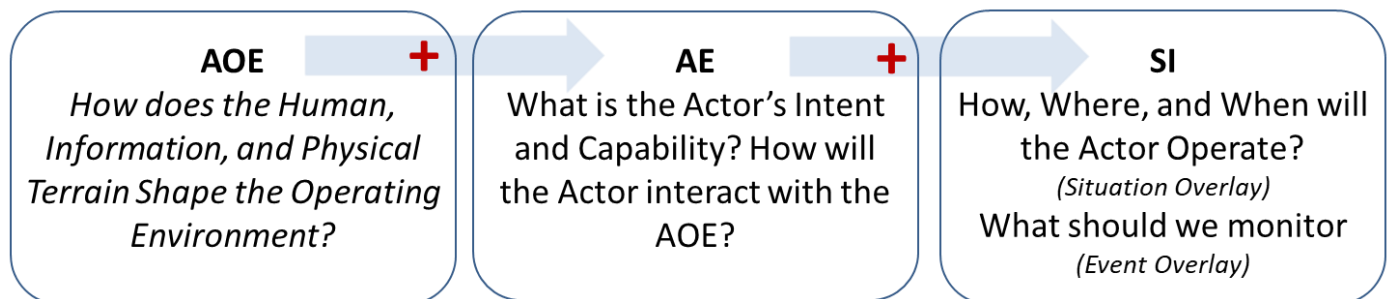 AOE
How does the Human,
Information, and Physical
Terrain Shape the Operating
Environment?
+
AE
What is the Actor's Intent
and Capability? How will
the Actor interact with the
AOE?
+
SI
How, Where, and When will
the Actor Operate?
(Situation Overlay)
What should we monitor
(Event Overlay)